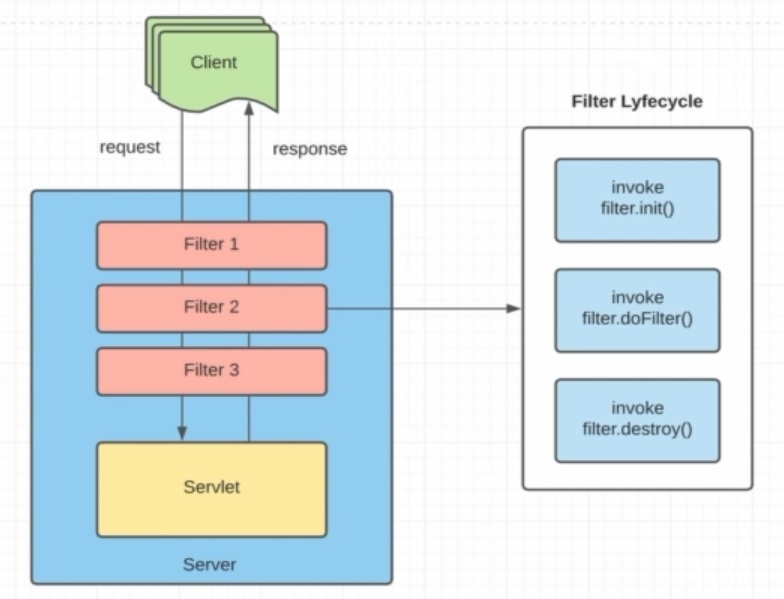 Client
request
response
Filter 1
Filter 2
Filter 3
Servlet
Server
Filter Lyfecycle
invoke
filter.init()
invoke
filter.doFilter()
invoke
filter.destroy()